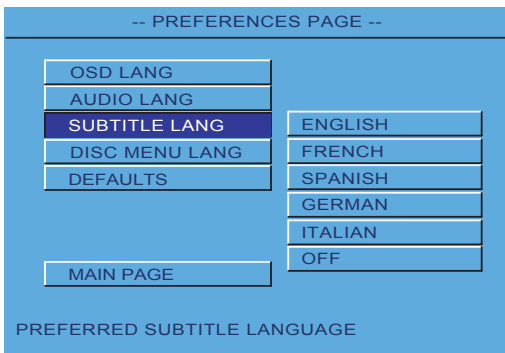 -- PREFERENCES PAGE --
OSD LANG
AUDIO LANG
SUBTITLE LANG
DISC MENU LANG
DEFAULTS
ENGLISH
FRENCH
SPANISH
GERMAN
ITALIAN
OFF
MAIN PAGE
PREFERRED SUBTITLE LANGUAGE